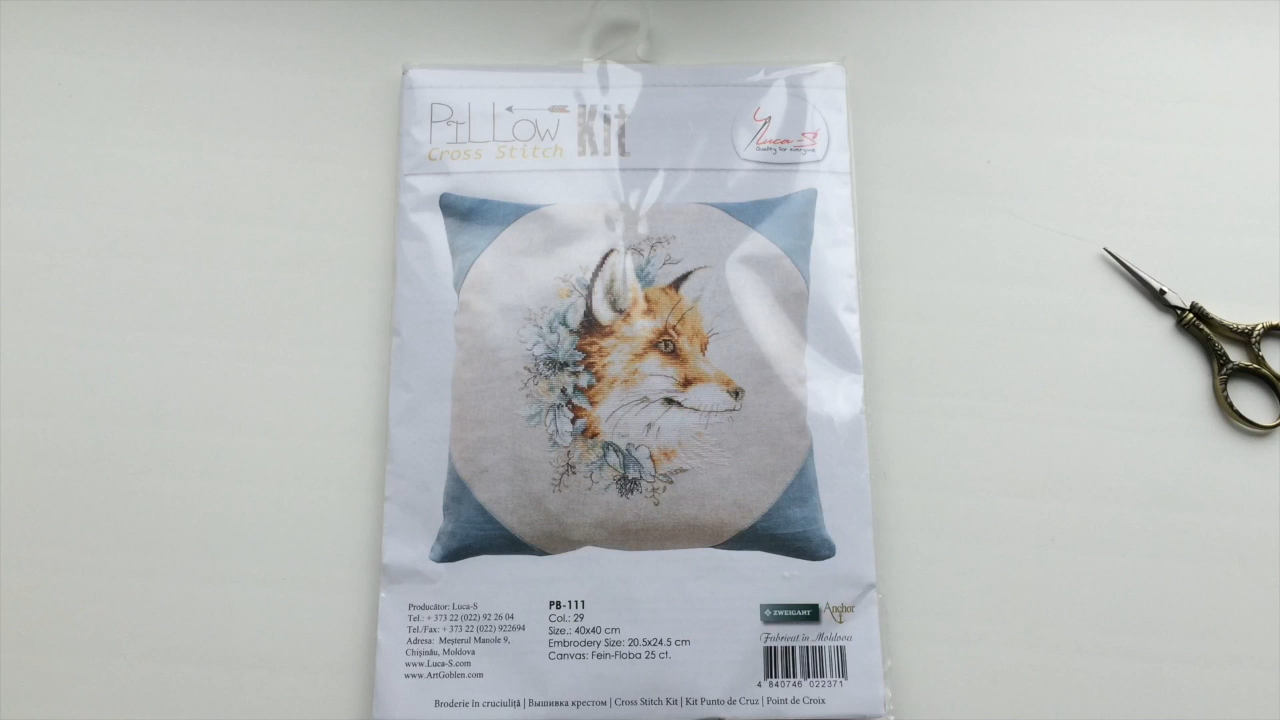 PiLLow Kit
Cross Stitch
Luca-S
Quality for everyone
Producător: Luca-S
Tel.: + 373 22 (022) 92 26 04
Tel./Fax: + 373 22 (022) 922694
Adresa: Meşterul Manole 9,
Chişinău, Moldova
www.Luca-S.com
www.ArtGoblen.com
PB-111
Col.: 29
Size.: 40x40 cm
Embrodery Size: 20.5x24.5 cm
Canvas: Fein-Floba 25 ct.
ZWEIGART
Anchor
Fabricat în Moldova
4 840746 022371
Broderie în cruciuliţă | Вышивка крестом | Cross Stitch Kit | Kit Punto de Cruz | Point de Croix